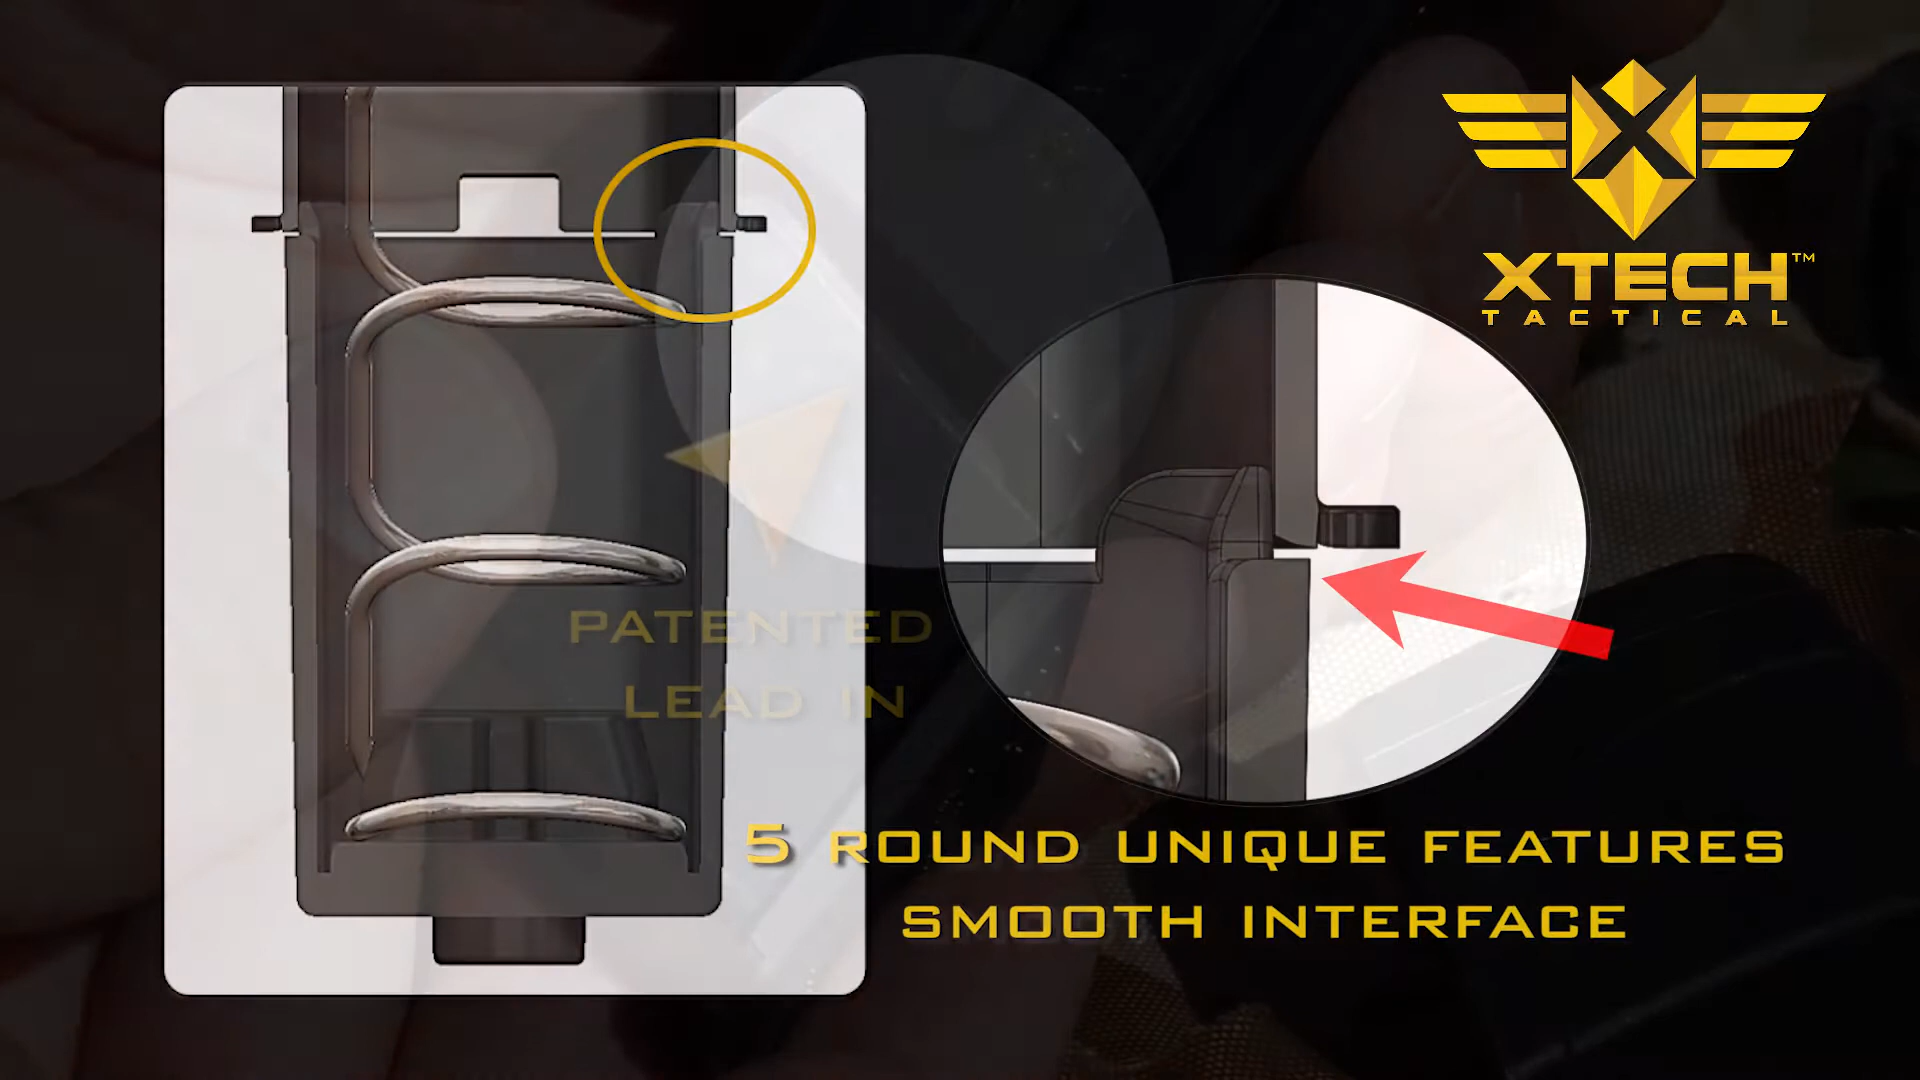 XTECH™
TACTICAL
PATENTED
LEAD IN
5 ROUND UNIQUE FEATURES
SMOOTH INTERFACE